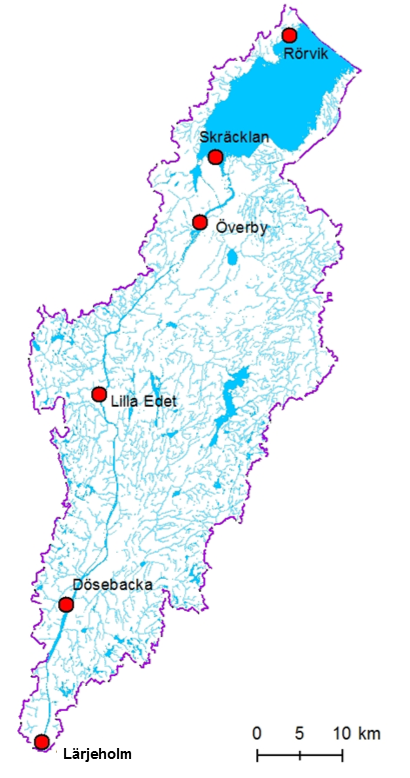 Rörvik
Skräcklan
Överby
Lilla Edet
Dösebacka
Lärjeholm
0 5 10 km